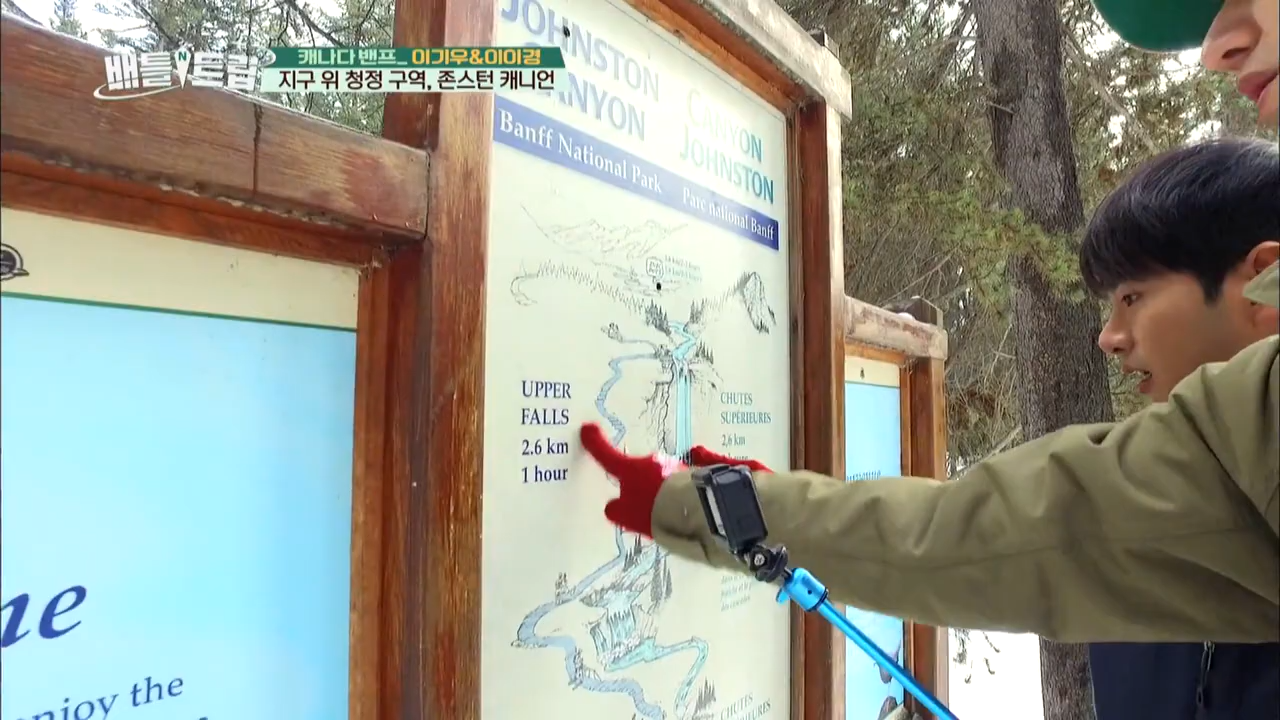 배틀트립
캐나다 밴프_이기우&이이경
지구 위 청정 구역, 존스턴 캐니언
JOHNSTON
CANYON
CANYON
JOHNSTON
Banff National Park
Parc national Banff
UPPER
FALLS
2.6 km
1 hour
CHUTES
SUPÉRIEURES
2,6 km
enjoy the
CHUTES